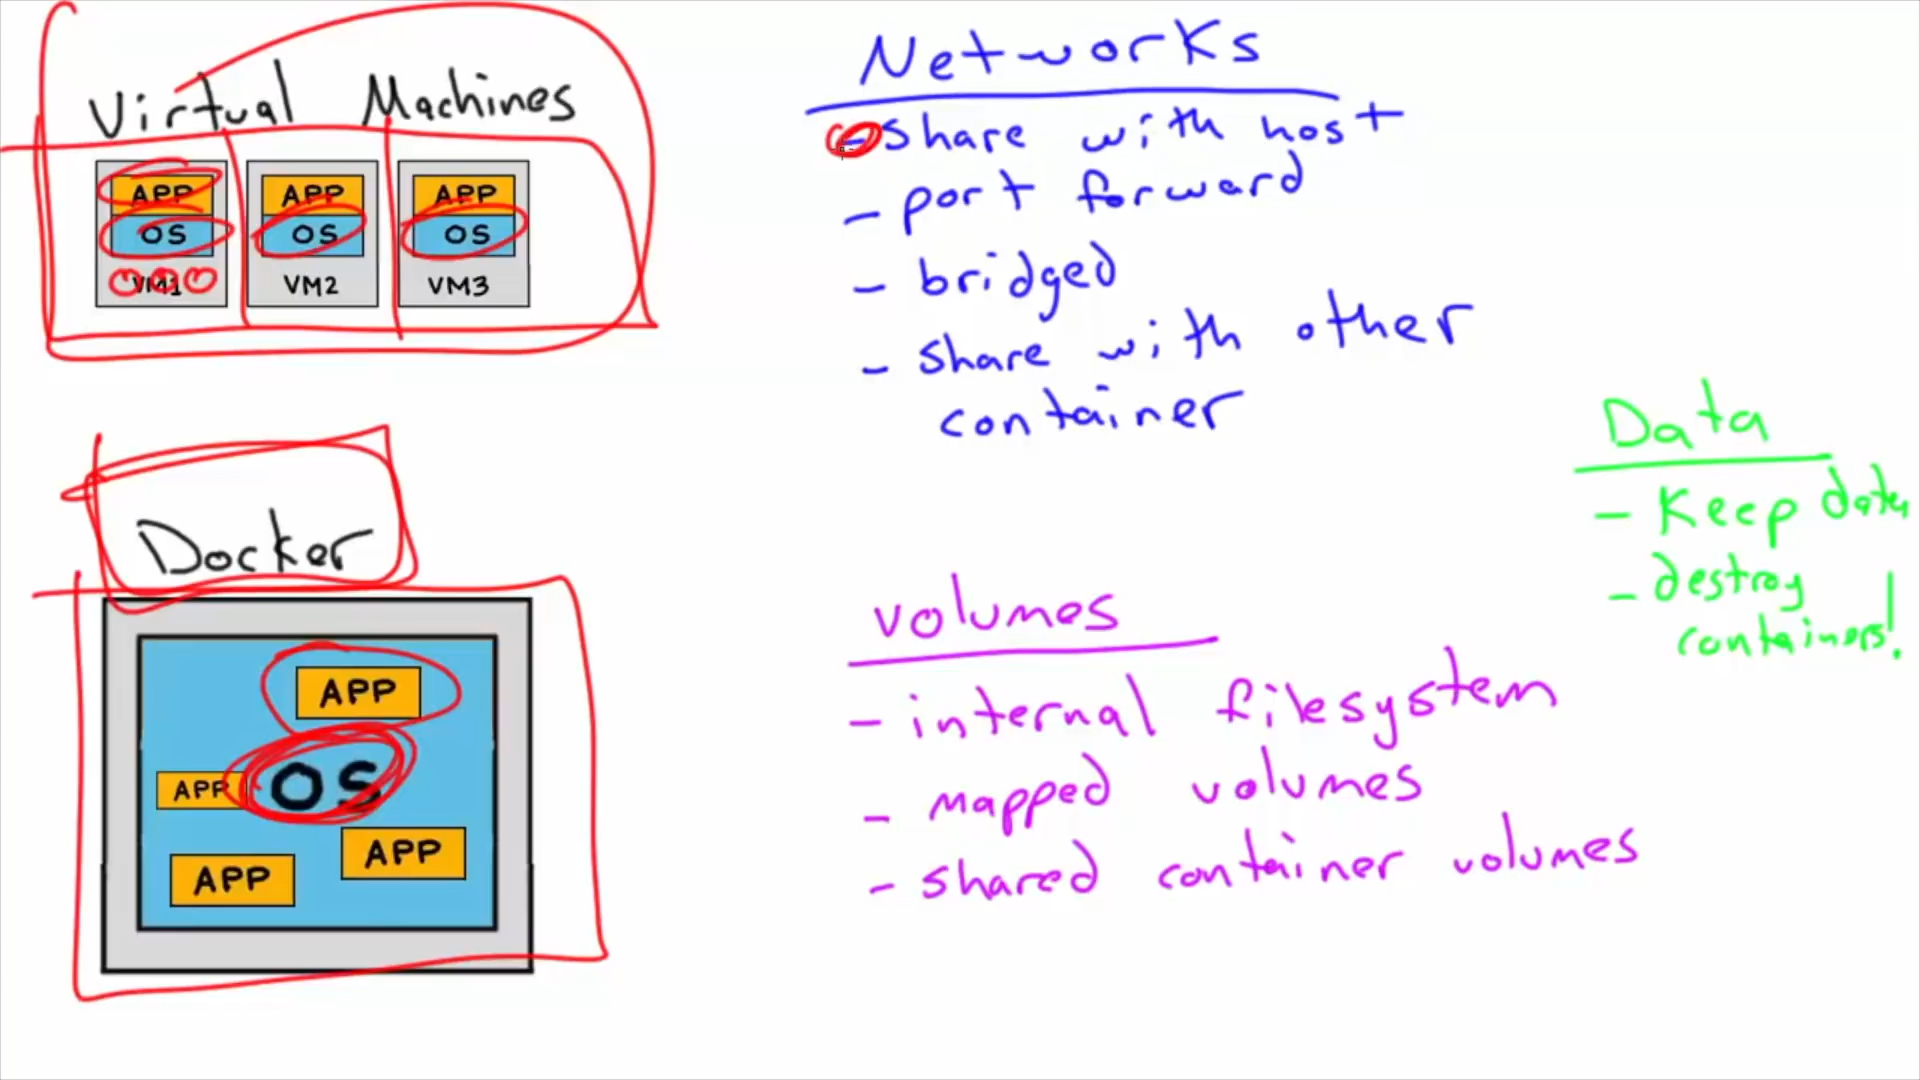 Virtual Machines
APP APP APP
OS OS OS
VM1 VM2 VM3
Docker
APP
APP OS
APP
APP
Networks
- share with host
- port forward
- bridged
- share with other
container
volumes
- internal filesystem
- mapped volumes
- shared container volumes
Data
- Keep data
- destroy
containers!